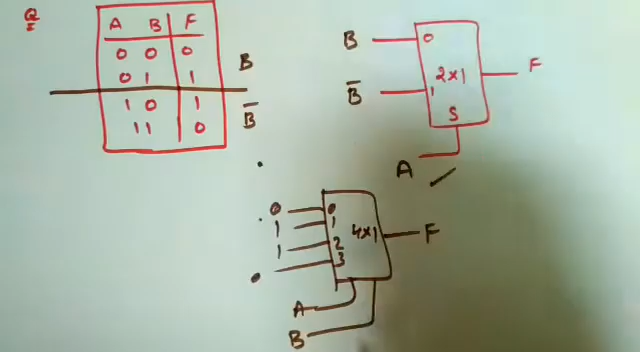 Q:
A B F
0 0 0
0 1 1
1 0 1
1 1 0
B
B̅
B 0
B̅ 1
2x1
S
F
A
0 0
1 1
1 2
3
4x1
F
A
B